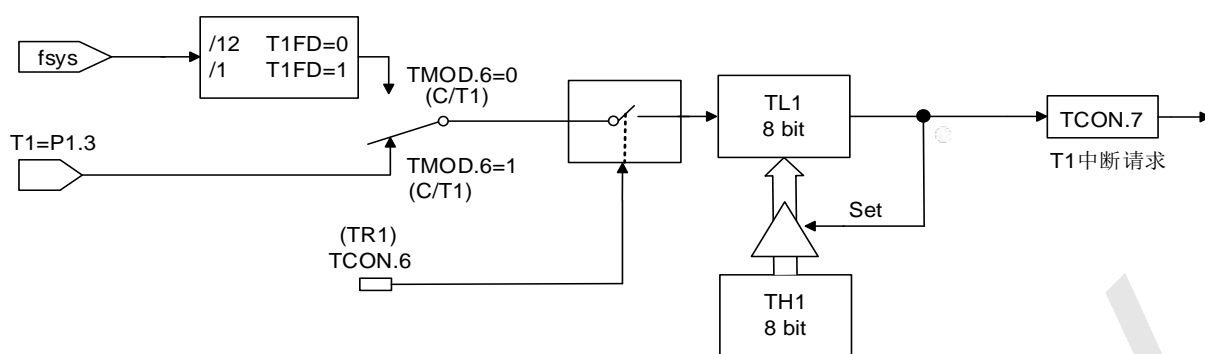 fsys
/12 T1FD=0
/1 T1FD=1
TMOD.6=0
(C/T1)
T1=P1.3
TMOD.6=1
(C/T1)
(TR1)
TCON.6
TL1
8 bit
Set
TH1
8 bit
TCON.7
T1中断请求